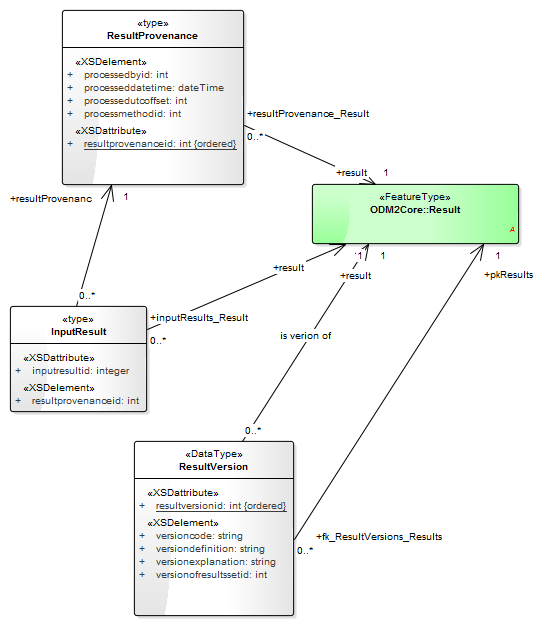 «type»
ResultProvenance
«XSDelement»
+ processedbyid: int
+ processeddatetime: dateTime
+ processedutcoffset: int
+ processmethodid: int
«XSDattribute»
+ resultprovenanceid: int {ordered}
+resultProvenance_Result
0..*
+result
1
«FeatureType»
ODM2Core::Result
A
+resultProvenanc
1
0..*
1
+result
1
+result
1
+pkResults
«type»
InputResult
«XSDattribute»
+ inputresultid: integer
«XSDelement»
+ resultprovenanceid: int
+inputResults_Result
0..*
is verion of
0..*
«DataType»
ResultVersion
«XSDattribute»
+ resultversionid: int {ordered}
«XSDelement»
+ versioncode: string
+ versiondefinition: string
+ versionexplanation: string
+ versionofresultssetid: int
+fk_ResultVersions_Results
0..*